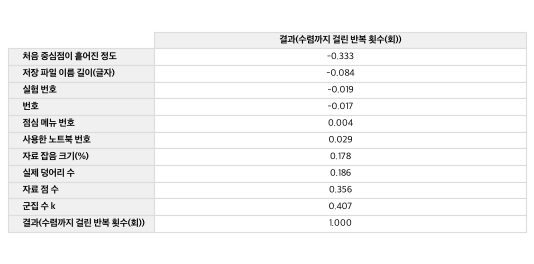 결과(수렴까지 걸린 반복 횟수(회))
처음 중심점이 흩어진 정도 -0.333
저장 파일 이름 길이(글자) -0.084
실험 번호 -0.019
번호 -0.017
점심 메뉴 번호 0.004
사용한 노트북 번호 0.029
자료 잡음 크기(%) 0.178
실제 덩어리 수 0.186
자료 점 수 0.356
군집 수 k 0.407
결과(수렴까지 걸린 반복 횟수(회)) 1.000